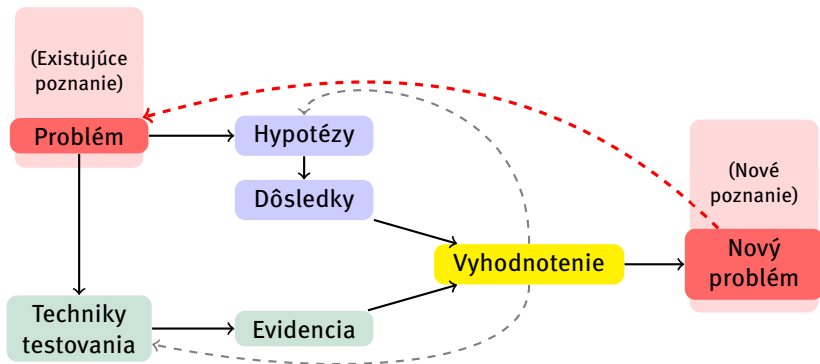 (Existujúce
poznanie)
Problém
Hypotézy
Dôsledky
Techniky
testovania
Evidencia
Vyhodnotenie
(Nové
poznanie)
Nový
problém